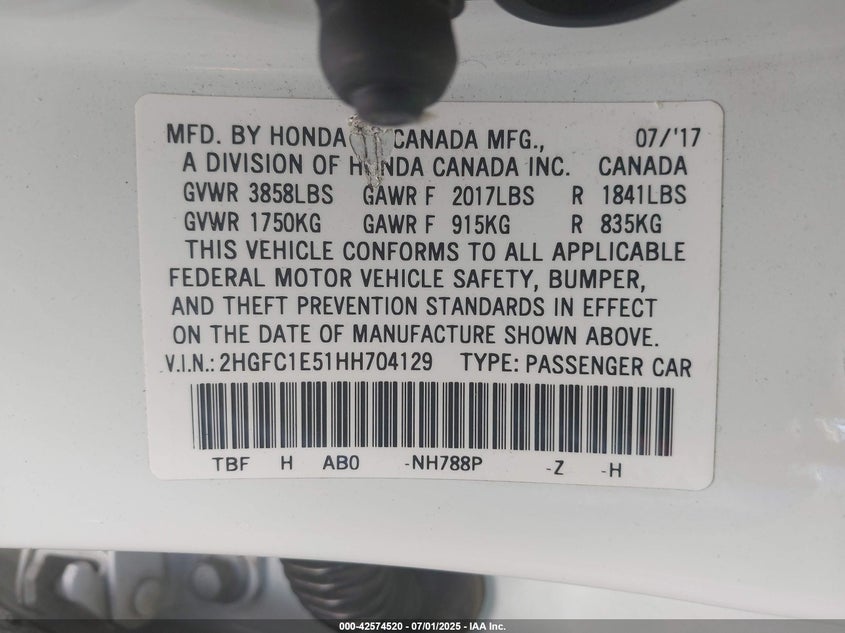 MFD. BY HONDA CANADA MFG., 07/'17
A DIVISION OF HONDA CANADA INC. CANADA
GVWR 3858LBS GAWR F 2017LBS R 1841LBS
GVWR 1750KG GAWR F 915KG R 835KG
THIS VEHICLE CONFORMS TO ALL APPLICABLE
FEDERAL MOTOR VEHICLE SAFETY, BUMPER,
AND THEFT PREVENTION STANDARDS IN EFFECT
ON THE DATE OF MANUFACTURE SHOWN ABOVE.
V.I.N.: 2HGFC1E51HH704129 TYPE: PASSENGER CAR
TBF H AB0 -NH788P -Z -H
000-42574520 - 07/01/2025 - IAA Inc.